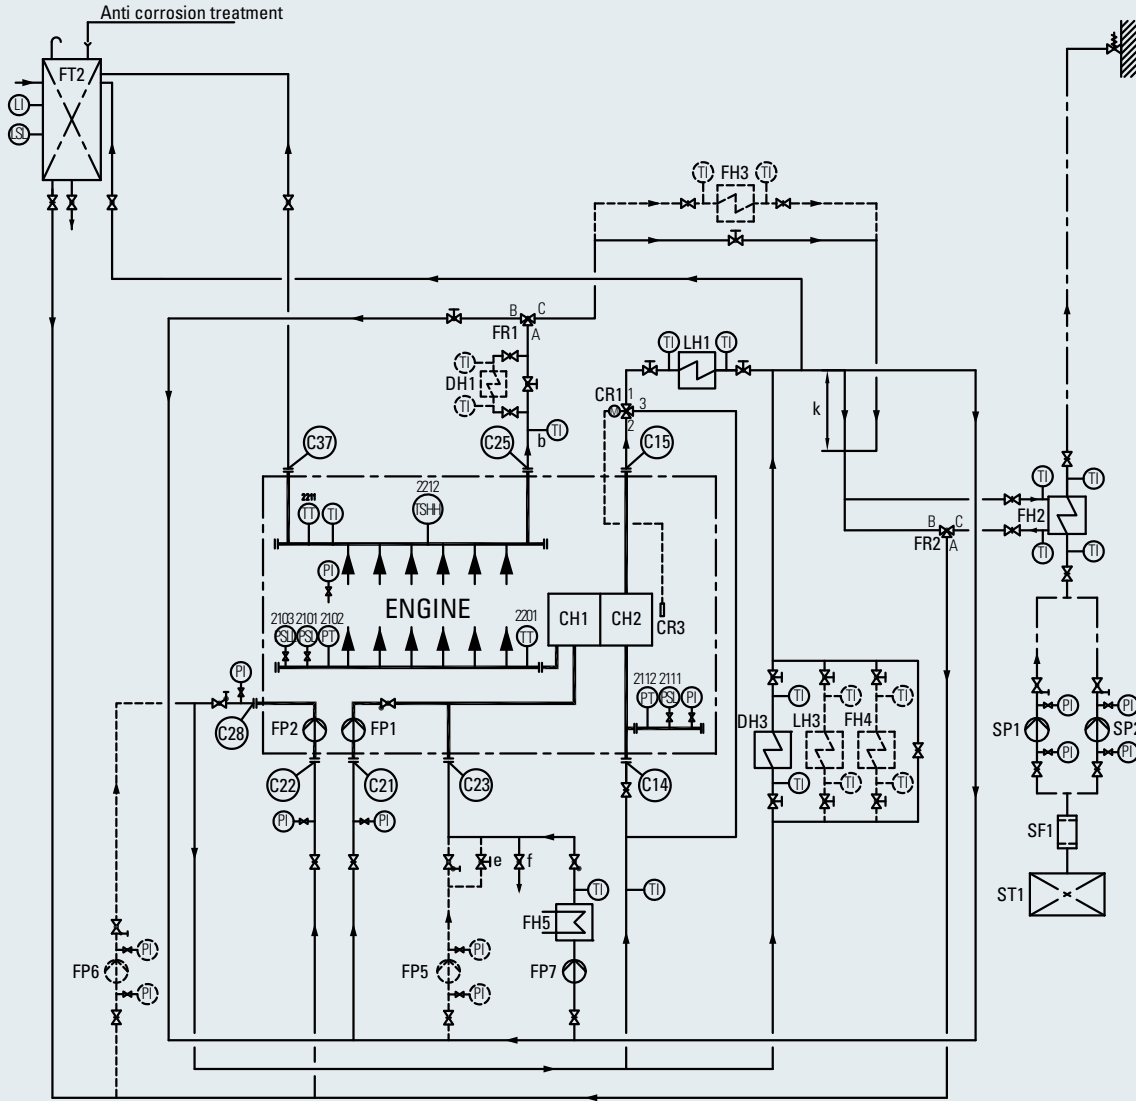 Anti corrosion treatment
FT2
LI
LSL
TI
FH3
TI
B
C
FR1
A
TI
DH1
TI
TI
LH1
TI
CR1
1
M
3
2
k
b
TI
C37
C25
C15
2211
2212
TT
TI
TSHH
TI
FH2
B
C
FR2
A
TI
TI
PI
ENGINE
CH1
CH2
CR3
2103
2101
2102
2201
PSLL
PSL
PT
TT
PI
2112
2111
PT
PSL
PI
C28
FP2
FP1
DH3
TI
LH3
TI
FH4
TI
PI
PI
SP1
SP2
PI
PI
C22
C21
C23
C14
TI
TI
TI
PI
PI
SF1
e
f
TI
TI
ST1
FH5
PI
PI
FP6
FP5
FP7
PI
PI